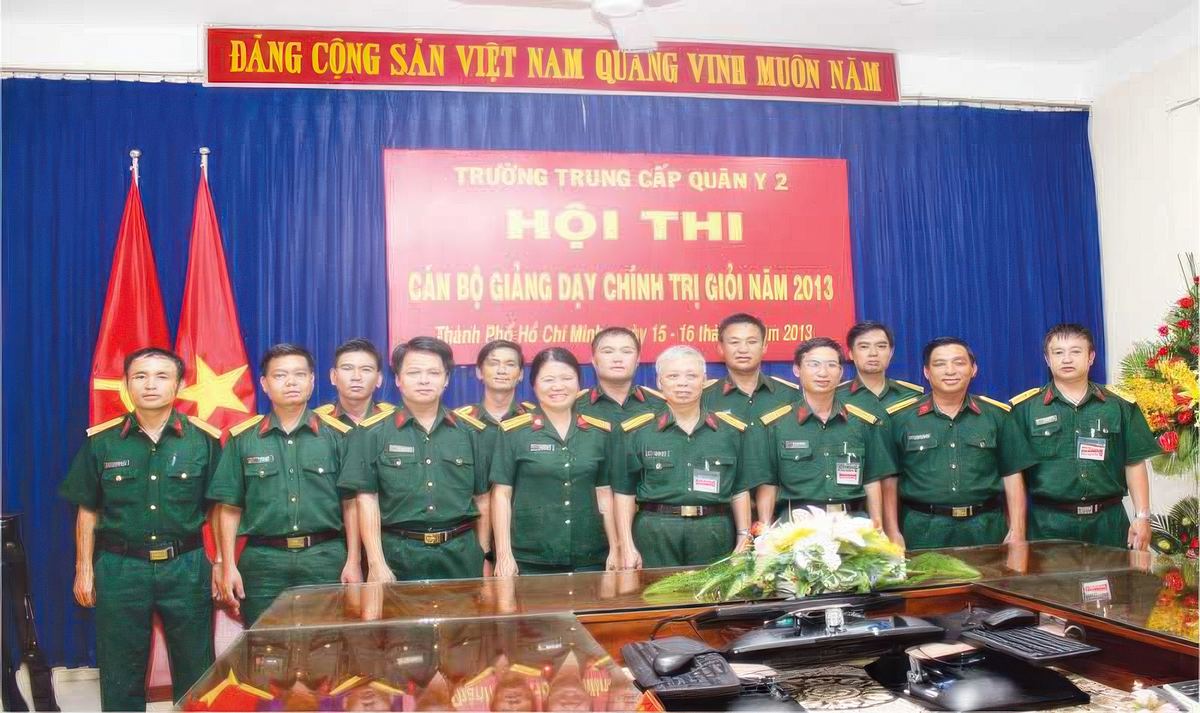 ĐẢNG CỘNG SẢN VIỆT NAM QUANG VINH MUÔN NĂM
TRƯỜNG TRUNG CẤP QUÂN Y 2
HỘI THI
CÁN BỘ GIẢNG DẠY CHÍNH TRỊ GIỎI NĂM 2013
Thành Phố Hồ Chí Minh 15 - 16 2013